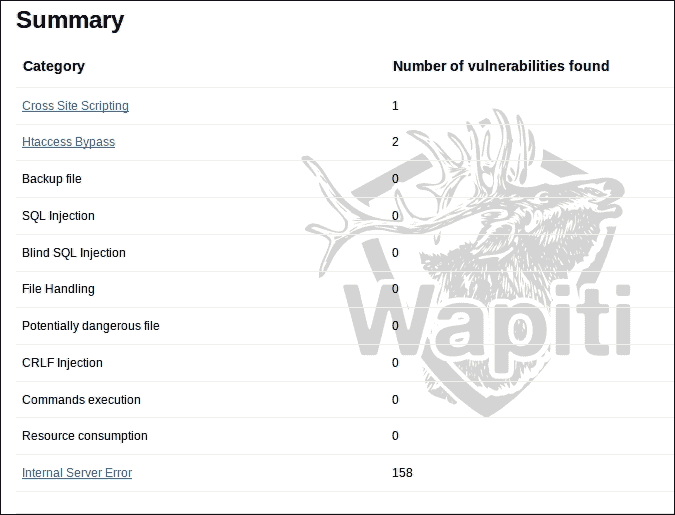 Summary
Category Number of vulnerabilities found
Cross Site Scripting 1
Htaccess Bypass 2
Backup file 0
SQL Injection 0
Blind SQL Injection 0
File Handling 0
Potentially dangerous file 0
CRLF Injection 0
Commands execution 0
Resource consumption 0
Internal Server Error 158
Wapiti